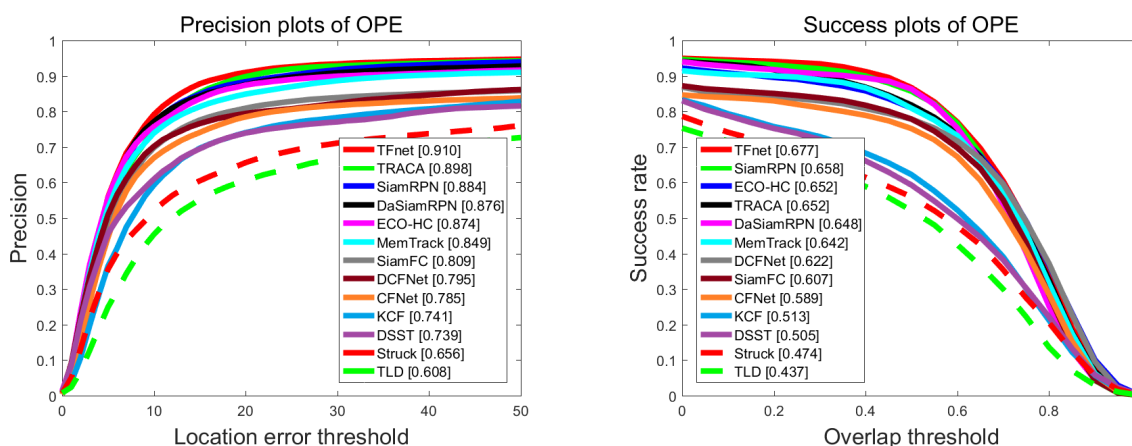 Precision plots of OPE
Precision
1
0.9
0.8
0.7
0.6
0.5
0.4
0.3
0.2
0.1
0
TFnet [0.910]
TRACA [0.898]
SiamRPN [0.884]
DaSiamRPN [0.876]
ECO-HC [0.874]
MemTrack [0.849]
SiamFC [0.809]
DCFNet [0.795]
CFNet [0.785]
KCF [0.741]
DSST [0.739]
Struck [0.656]
TLD [0.608]
0 10 20 30 40 50
Location error threshold
Success plots of OPE
Success rate
1
0.9
0.8
0.7
0.6
0.5
0.4
0.3
0.2
0.1
0
TFnet [0.677]
SiamRPN [0.658]
ECO-HC [0.652]
TRACA [0.652]
DaSiamRPN [0.648]
MemTrack [0.642]
DCFNet [0.622]
SiamFC [0.607]
CFNet [0.589]
KCF [0.513]
DSST [0.505]
Struck [0.474]
TLD [0.437]
0 0.2 0.4 0.6 0.8
Overlap threshold